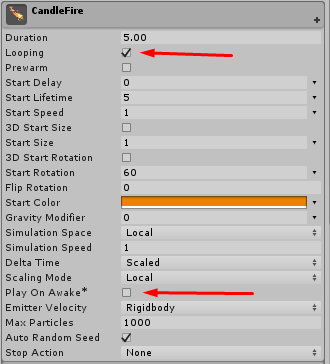 CandleFire
Duration 5.00
Looping
Prewarm
Start Delay 0
Start Lifetime 5
Start Speed 1
3D Start Size
Start Size 1
3D Start Rotation
Start Rotation 60
Flip Rotation 0
Start Color
Gravity Modifier 0
Simulation Space Local
Simulation Speed 1
Delta Time Scaled
Scaling Mode Local
Play On Awake*
Emitter Velocity Rigidbody
Max Particles 1000
Auto Random Seed
Stop Action None